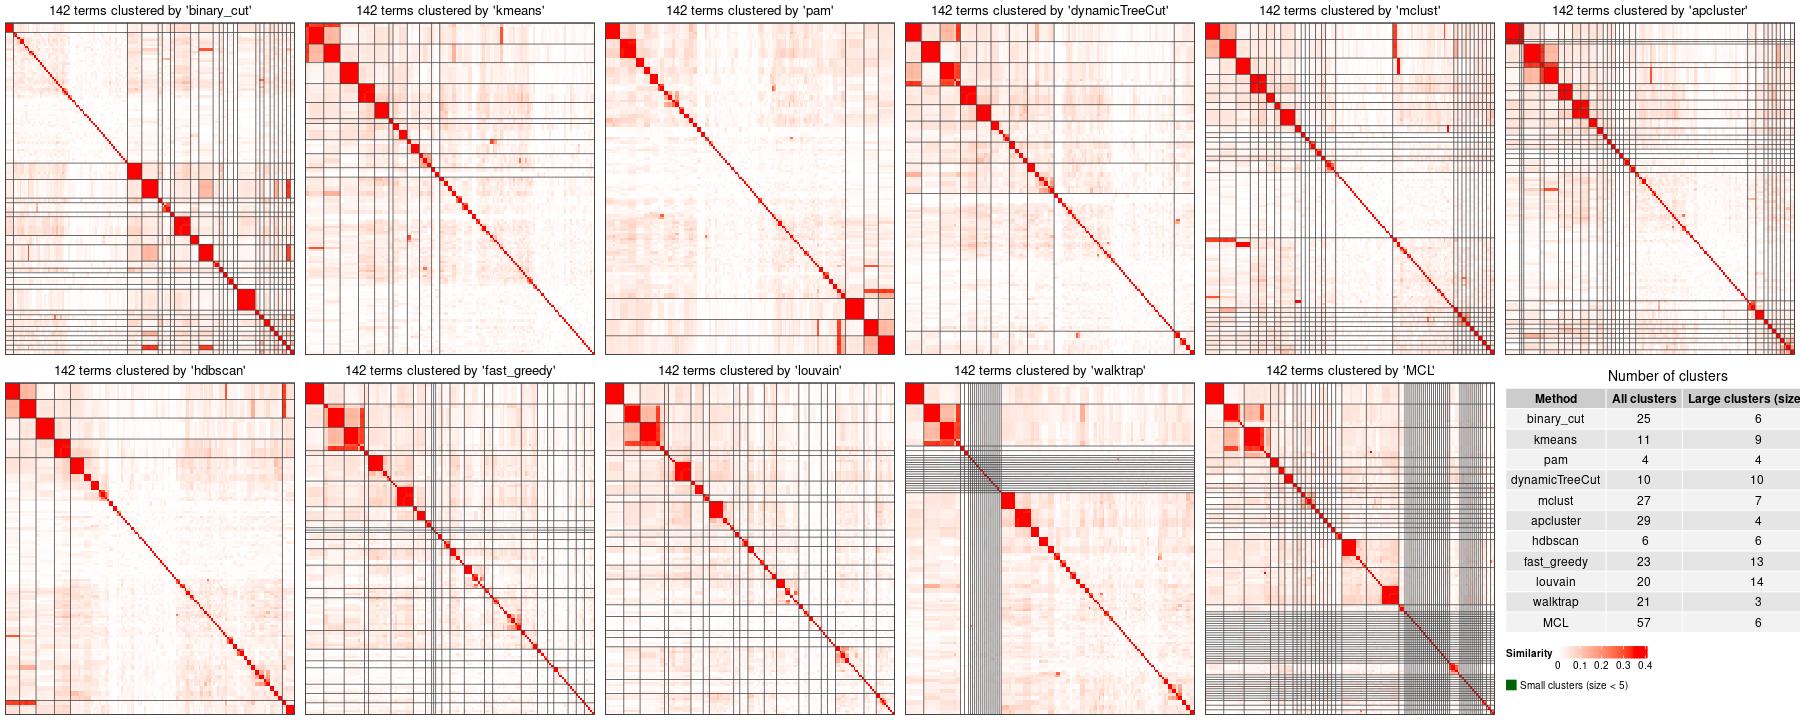 142 terms clustered by 'binary_cut'
142 terms clustered by 'kmeans'
142 terms clustered by 'pam'
142 terms clustered by 'dynamicTreeCut'
142 terms clustered by 'mclust'
142 terms clustered by 'apcluster'
142 terms clustered by 'hdbscan'
142 terms clustered by 'fast_greedy'
142 terms clustered by 'louvain'
142 terms clustered by 'walktrap'
142 terms clustered by 'MCL'
Number of clusters
Method All clusters Large clusters (size
binary_cut 25 6
kmeans 11 9
pam 4 4
dynamicTreeCut 10 10
mclust 27 7
apcluster 29 4
hdbscan 6 6
fast_greedy 23 13
louvain 20 14
walktrap 21 3
MCL 57 6
Similarity
0 0.1 0.2 0.3 0.4
Small clusters (size < 5)